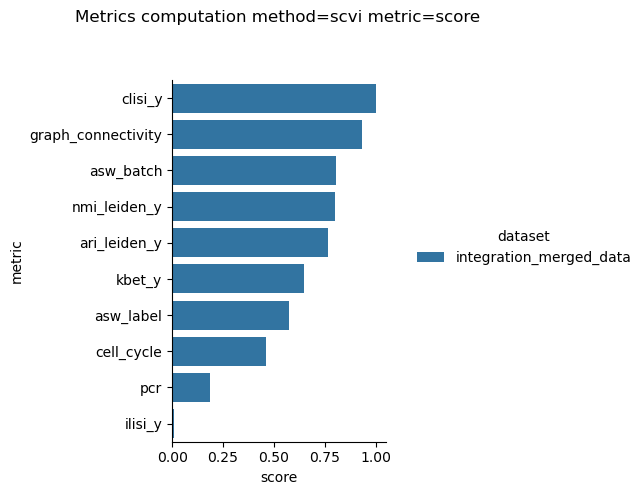 Metrics computation method=scvi metric=score
clisi_y
graph_connectivity
asw_batch
nmi_leiden_y
ari_leiden_y
kbet_y
asw_label
cell_cycle
pcr
ilisi_y
metric
0.00 0.25 0.50 0.75 1.00
score
dataset
integration_merged_data